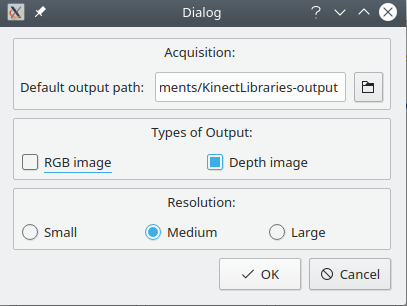 Dialog
Acquisition:
Default output path: ments/KinectLibraries-output
Types of Output:
RGB image Depth image
Resolution:
Small Medium Large
OK Cancel